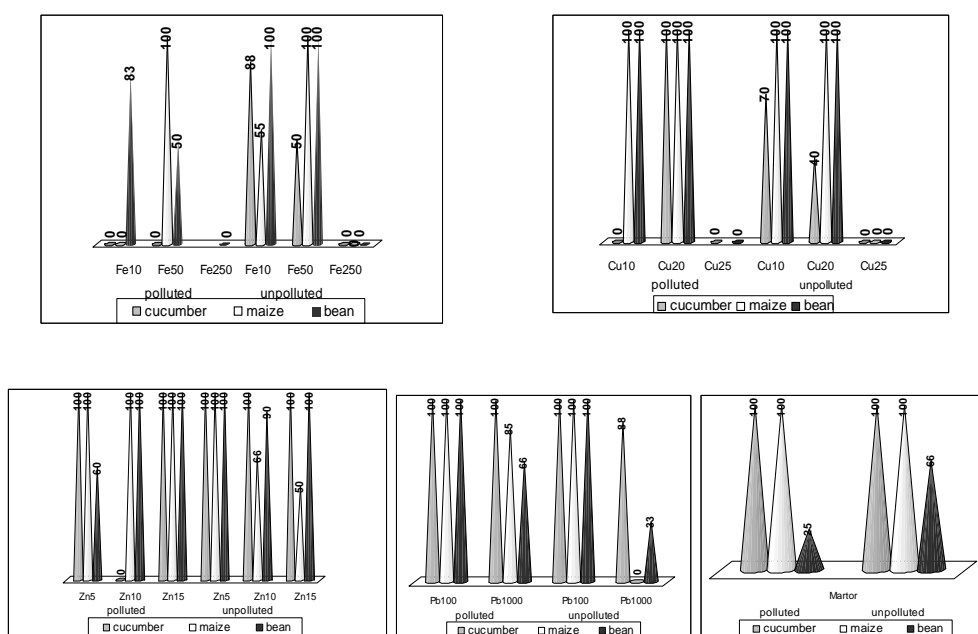 0 0 83 0 100 50 0 88 55 100 50 100 100 0 0
Fe10 Fe50 Fe250 Fe10 Fe50 Fe250
polluted unpolluted
cucumber maize bean
0 100 100 100 100 100 0 0 70 100 100 40 100 100 0 0 0
Cu10 Cu20 Cu25 Cu10 Cu20 Cu25
polluted unpolluted
cucumber maize bean
100 100 60 0 100 100 100 100 100 100 100 100 100 66 90 100 50 100
Zn5 Zn10 Zn15 Zn5 Zn10 Zn15
polluted unpolluted
cucumber maize bean
100 100 100 100 85 66 100 100 100 88 0 33
Pb100 Pb1000 Pb100 Pb1000
polluted unpolluted
cucumber maize bean
100 100 25 100 100 66
Martor
polluted unpolluted
cucumber maize bean